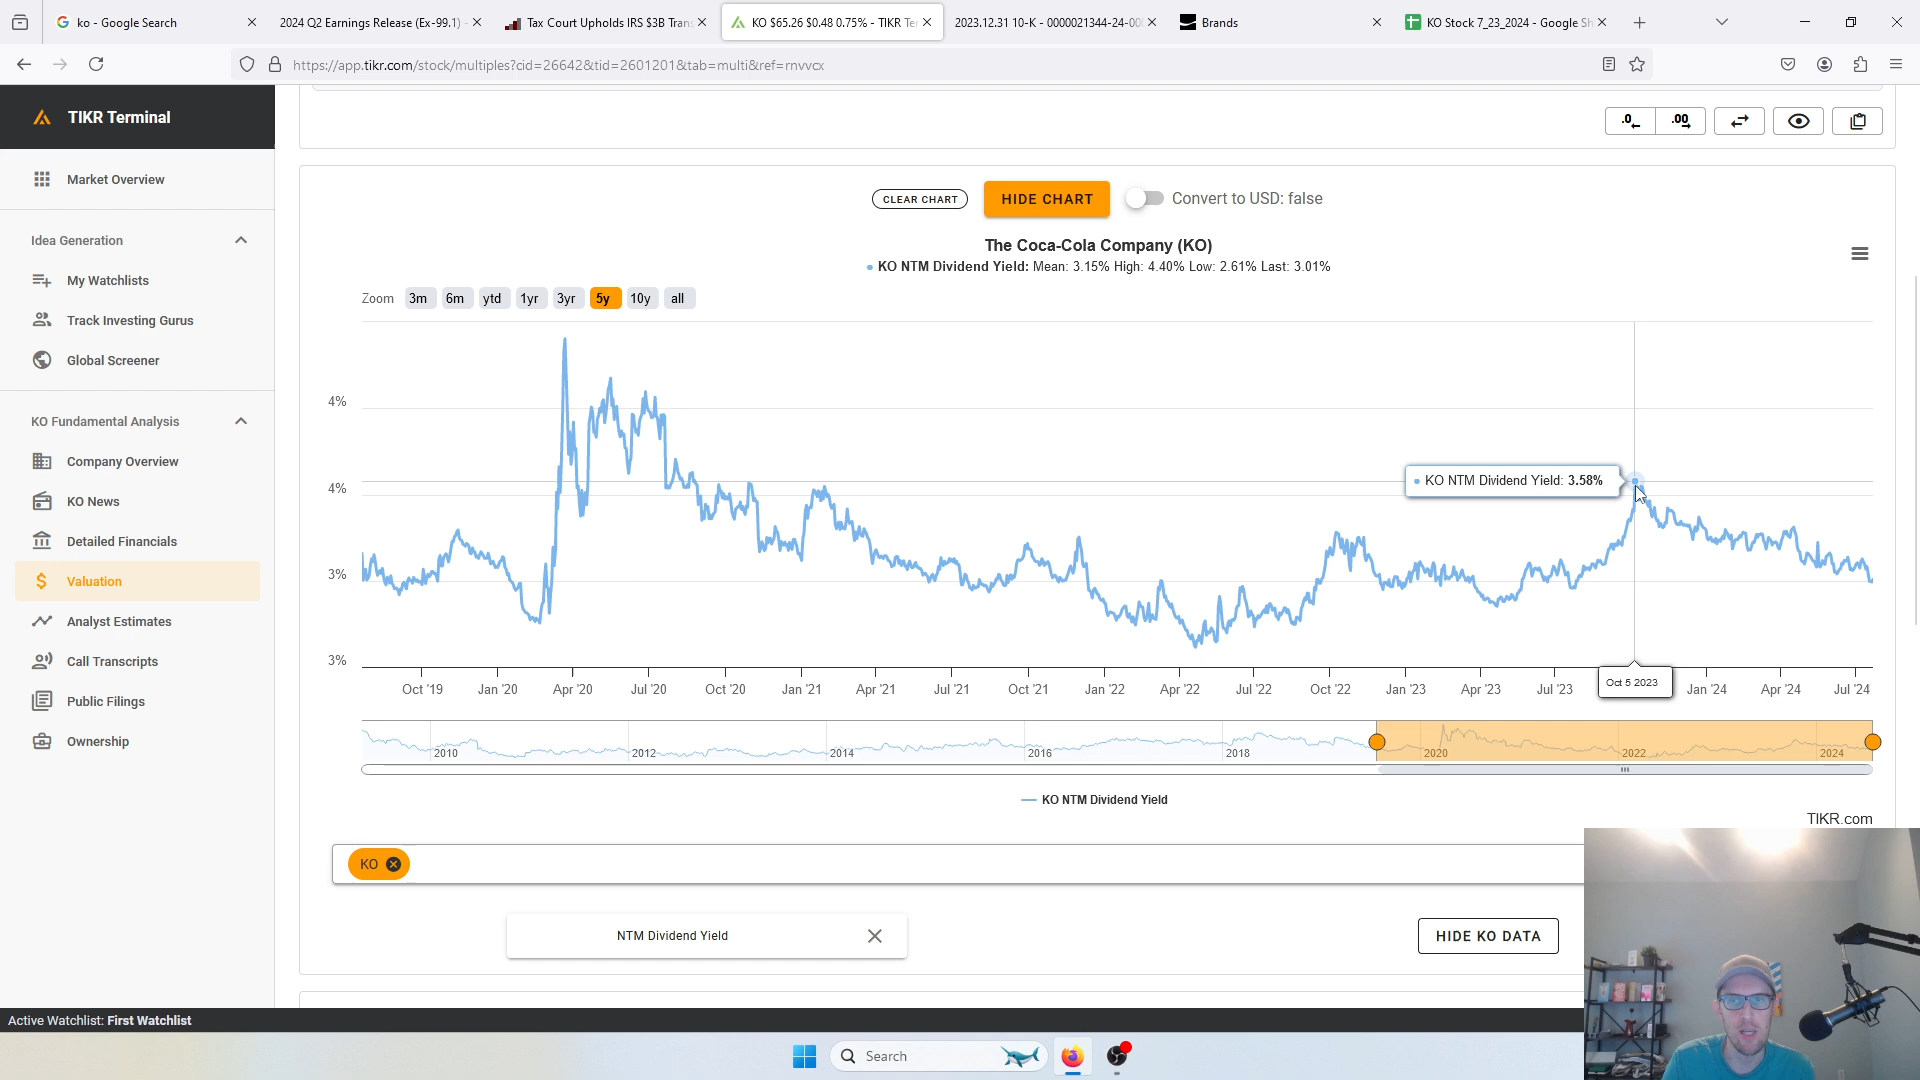 ko - Google Search
2024 Q2 Earnings Release (Ex-99.1) -
Tax Court Upholds IRS $3B Tran
KO $65.26 $0.48 0.75% - TIKR Te
2023.12.31 10-K - 0000021344-24-00
Brands
KO Stock 7_23_2024 - Google Sh
https://app.tikr.com/stock/multiples?cid=26642&tid=2601201&tab=multi&ref=rnvvcx
TIKR Terminal
Market Overview
Idea Generation
My Watchlists
Track Investing Gurus
Global Screener
KO Fundamental Analysis
Company Overview
KO News
Detailed Financials
Valuation
Analyst Estimates
Call Transcripts
Public Filings
Ownership
.0
.00
CLEAR CHART
HIDE CHART
Convert to USD: false
The Coca-Cola Company (KO)
KO NTM Dividend Yield: Mean: 3.15% High: 4.40% Low: 2.61% Last: 3.01%
Zoom 3m 6m ytd 1yr 3yr 5y 10y all
4%
4%
3%
3%
KO NTM Dividend Yield: 3.58%
Oct '19 Jan '20 Apr '20 Jul '20 Oct '20 Jan '21 Apr '21 Jul '21 Oct '21 Jan '22 Apr '22 Jul '22 Oct '22 Jan '23 Apr '23 Jul '23 Oct 5 2023 Jan '24 Apr '24 Jul '24
2010 2012 2014 2016 2018 2020 2022 2024
KO NTM Dividend Yield
TIKR.com
KO
NTM Dividend Yield
HIDE KO DATA
Active Watchlist: First Watchlist
Search